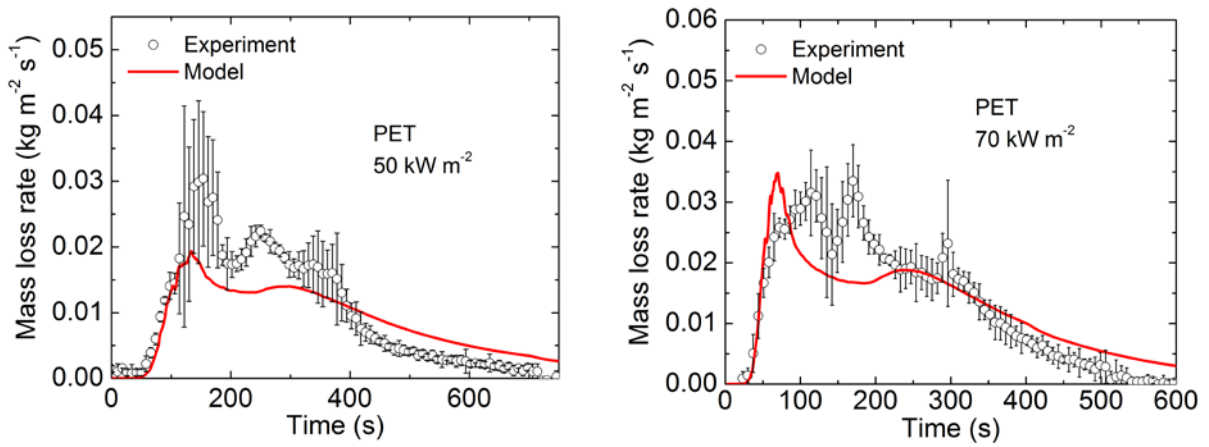 Mass loss rate (kg m⁻² s⁻¹)
0.05
0.04
0.03
0.02
0.01
0.00
Experiment
Model
PET
50 kW m⁻²
0
200
400
600
Time (s)
Mass loss rate (kg m⁻² s⁻¹)
0.06
0.05
0.04
0.03
0.02
0.01
0.00
Experiment
Model
PET
70 kW m⁻²
0
100
200
300
400
500
600
Time (s)